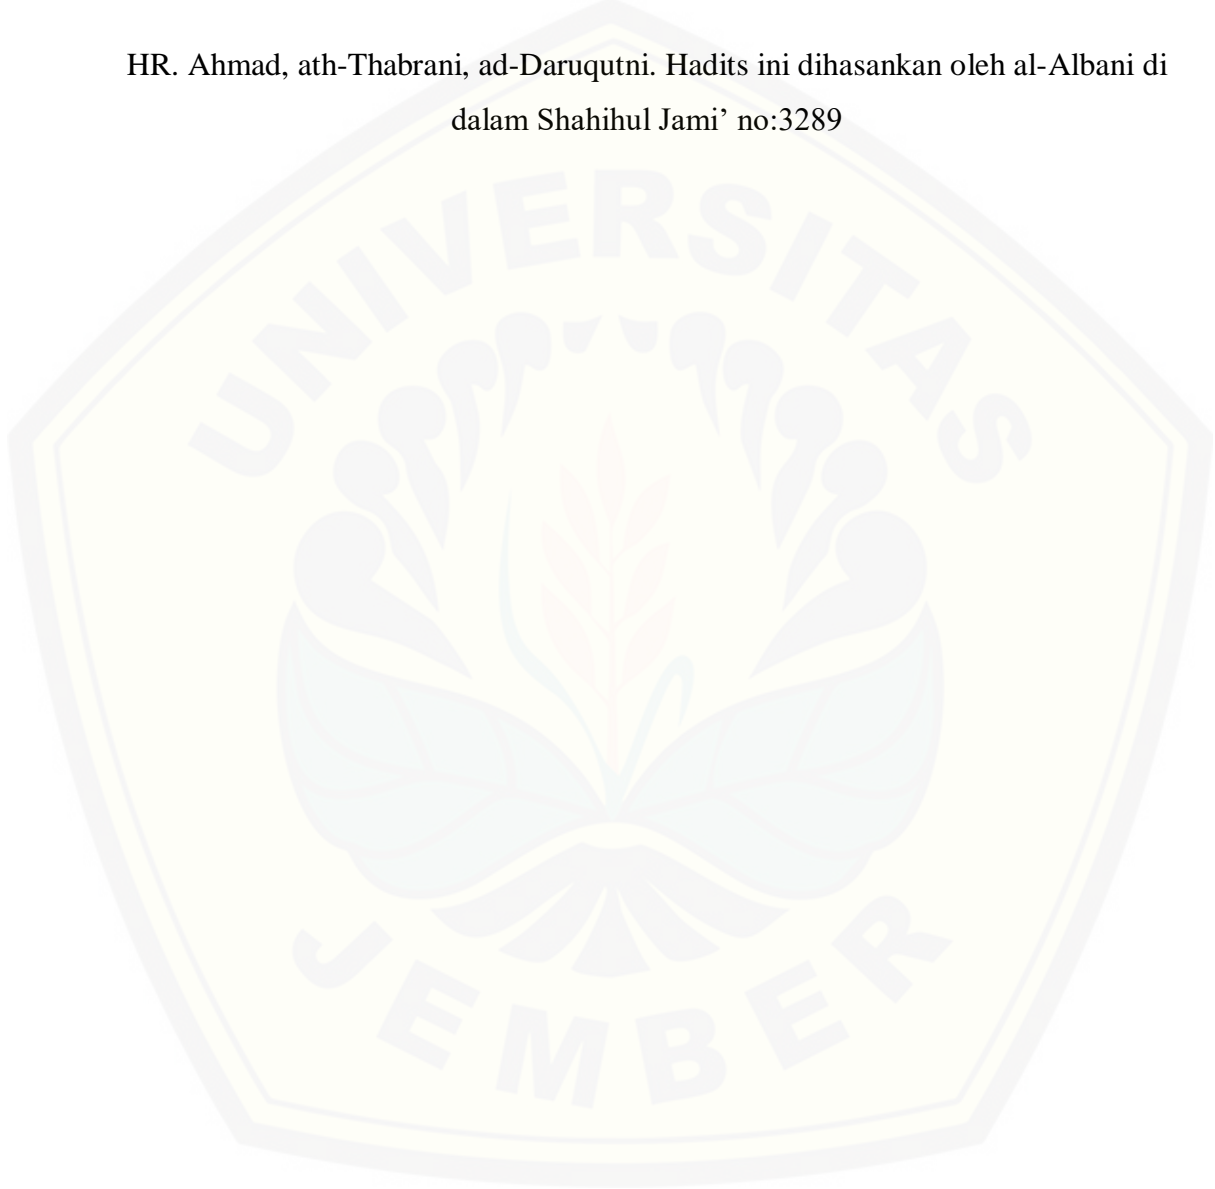 HR. Ahmad, ath-Thabrani, ad-Daruqutni. Hadits ini dihasankan oleh al-Albani di
dalam Shahihul Jami’ no:3289
UNIVERSITAS
JEMBER